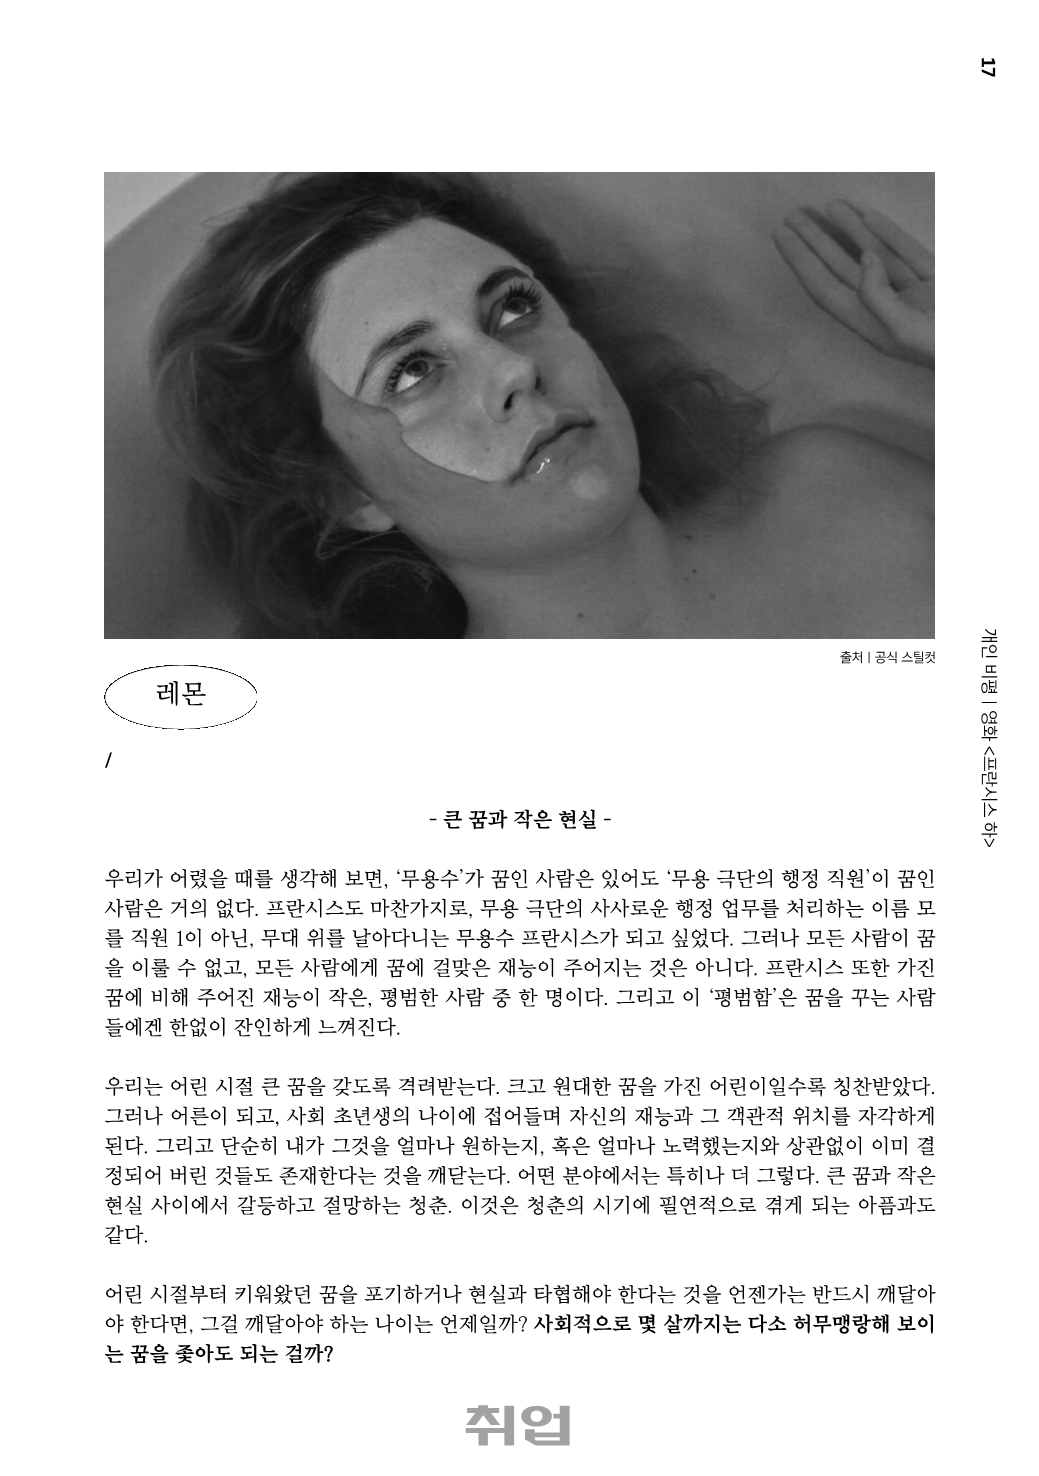 17
출처 | 공식 스틸컷
개인 비평 | 영화 <프란시스 하>
레몬
/
- 큰 꿈과 작은 현실 -
우리가 어렸을 때를 생각해 보면, ‘무용수’가 꿈인 사람은 있어도 ‘무용 극단의 행정 직원’이 꿈인
사람은 거의 없다. 프란시스도 마찬가지로, 무용 극단의 사사로운 행정 업무를 처리하는 이름 모
를 직원 1이 아닌, 무대 위를 날아다니는 무용수 프란시스가 되고 싶었다. 그러나 모든 사람이 꿈
을 이룰 수 없고, 모든 사람에게 꿈에 걸맞은 재능이 주어지는 것은 아니다. 프란시스 또한 가진
꿈에 비해 주어진 재능이 작은, 평범한 사람 중 한 명이다. 그리고 이 ‘평범함’은 꿈을 꾸는 사람
들에겐 한없이 잔인하게 느껴진다.
우리는 어린 시절 큰 꿈을 갖도록 격려받는다. 크고 원대한 꿈을 가진 어린이일수록 칭찬받았다.
그러나 어른이 되고, 사회 초년생의 나이에 접어들며 자신의 재능과 그 객관적 위치를 자각하게
된다. 그리고 단순히 내가 그것을 얼마나 원하는지, 혹은 얼마나 노력했는지와 상관없이 이미 결
정되어 버린 것들도 존재한다는 것을 깨닫는다. 어떤 분야에서는 특히나 더 그렇다. 큰 꿈과 작은
현실 사이에서 갈등하고 절망하는 청춘. 이것은 청춘의 시기에 필연적으로 겪게 되는 아픔과도
같다.
어린 시절부터 키워왔던 꿈을 포기하거나 현실과 타협해야 한다는 것을 언젠가는 반드시 깨달아
야 한다면, 그걸 깨달아야 하는 나이는 언제일까? 사회적으로 몇 살까지는 다소 허무맹랑해 보이
는 꿈을 좇아도 되는 걸까?
취업